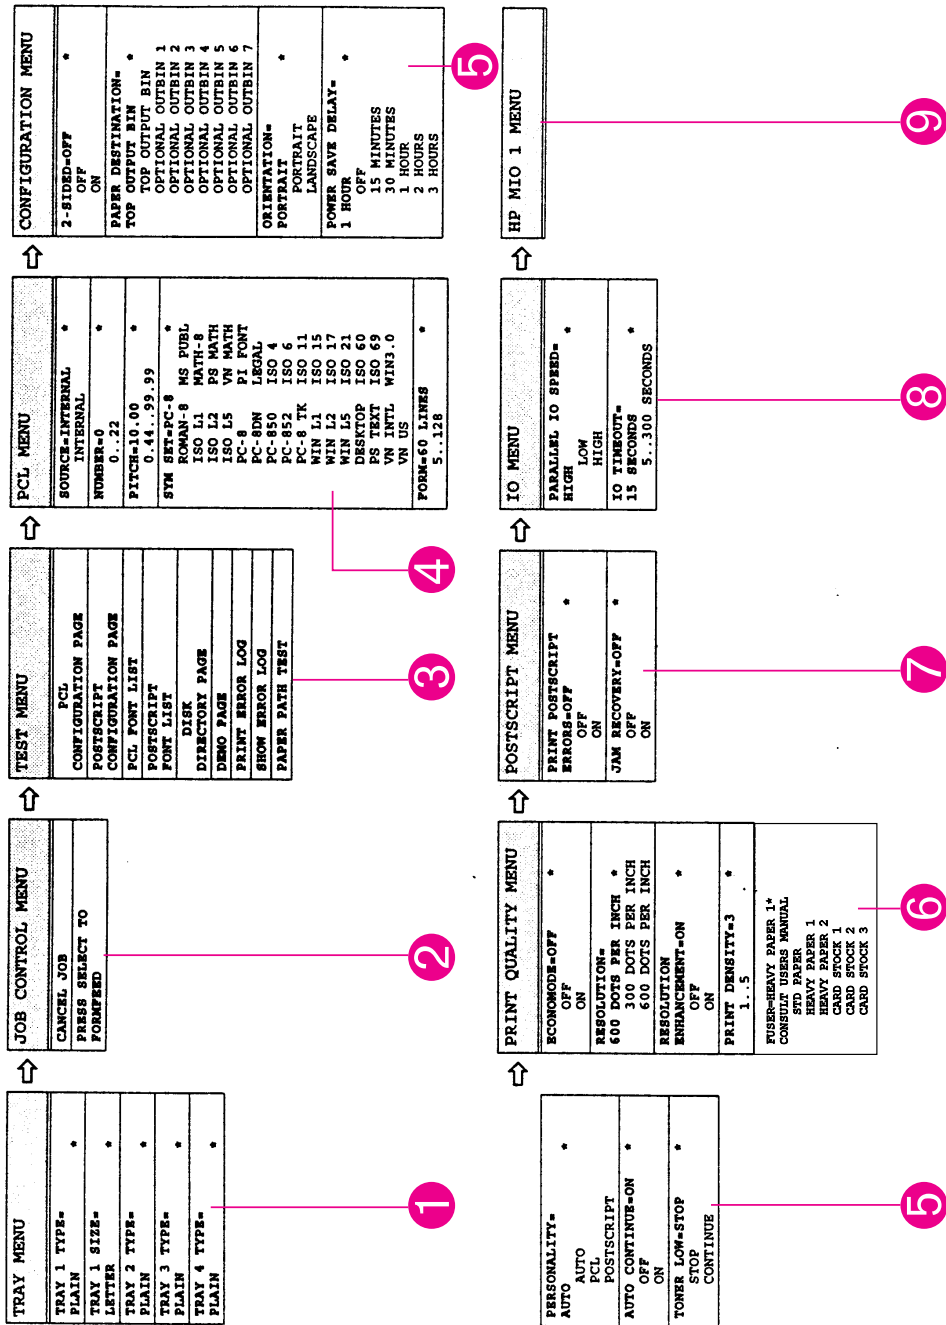 TRAY MENU
TRAY 1 TYPE=
PLAIN *
TRAY 1 SIZE=
LETTER *
TRAY 2 TYPE=
PLAIN *
TRAY 3 TYPE=
PLAIN *
TRAY 4 TYPE=
PLAIN *
1
JOB CONTROL MENU
CANCEL JOB
PRESS SELECT TO
FORMFEED
2
TEST MENU
PCL
CONFIGURATION PAGE
POSTSCRIPT
CONFIGURATION PAGE
PCL FONT LIST
POSTSCRIPT
FONT LIST
DISK
DIRECTORY PAGE
DEMO PAGE
PRINT ERROR LOG
SHOW ERROR LOG
PAPER PATH TEST
3
PCL MENU
SOURCE=INTERNAL *
INTERNAL
NUMBER=0 *
0..22
PITCH=10.00 *
0.44..99.99
SYM SET=PC-8 *
ROMAN-8 MS PUBL
ISO L1 MATH-8
ISO L2 PS MATH
ISO L5 VN MATH
PC-8 PI FONT
PC-8DN LEGAL
PC-850 ISO 4
PC-852 ISO 6
PC-8 TK ISO 11
WIN L1 ISO 15
WIN L2 ISO 17
WIN L5 ISO 21
DESKTOP ISO 60
PS TEXT ISO 69
VN INTL WIN3.0
VN US
FORM=60 LINES *
5..128
4
CONFIGURATION MENU
2-SIDED=OFF *
OFF
ON
PAPER DESTINATION=
TOP OUTPUT BIN *
TOP OUTPUT BIN
OPTIONAL OUTBIN 1
OPTIONAL OUTBIN 2
OPTIONAL OUTBIN 3
OPTIONAL OUTBIN 4
OPTIONAL OUTBIN 5
OPTIONAL OUTBIN 6
OPTIONAL OUTBIN 7
ORIENTATION=
PORTRAIT *
PORTRAIT
LANDSCAPE
POWER SAVE DELAY=
1 HOUR *
OFF
15 MINUTES
30 MINUTES
1 HOUR
2 HOURS
3 HOURS
5
PERSONALITY=
AUTO *
AUTO
PCL
POSTSCRIPT
AUTO CONTINUE=ON *
OFF
ON
TONER LOW=STOP *
STOP
CONTINUE
5
PRINT QUALITY MENU
ECONOMODE=OFF *
OFF
ON
RESOLUTION=
600 DOTS PER INCH *
300 DOTS PER INCH
600 DOTS PER INCH
RESOLUTION
ENHANCEMENT=ON *
OFF
ON
PRINT DENSITY=3 *
1..5
FUSER=HEAVY PAPER 1*
CONSULT USERS MANUAL
STD PAPER
HEAVY PAPER 1
HEAVY PAPER 2
CARD STOCK 1
CARD STOCK 2
CARD STOCK 3
6
POSTSCRIPT MENU
PRINT POSTSCRIPT
ERRORS=OFF *
OFF
ON
JAM RECOVERY=OFF *
OFF
ON
7
IO MENU
PARALLEL IO SPEED=
HIGH *
LOW
HIGH
IO TIMEOUT=
15 SECONDS *
5..300 SECONDS
8
HP MIO 1 MENU
9